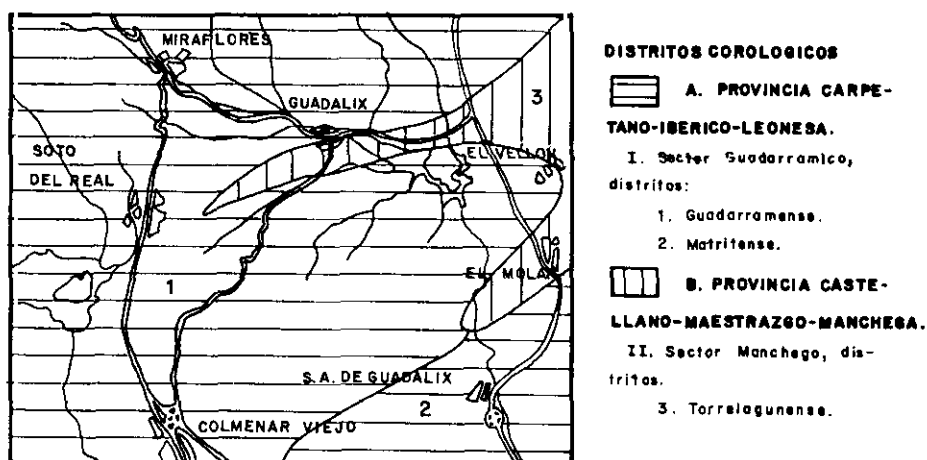 MIRAFLORES
GUADALIX
3
SOTO
DEL REAL
EL VELLON
1
EL MOLAR
S.A. DE GUADALIX
2
COLMENAR VIEJO
DISTRITOS COROLOGICOS
A. PROVINCIA CARPE-
TANO-IBERICO-LEONESA.
I. Sector Guadarramico,
distritos:
1. Guadarramense.
2. Matritense.
B. PROVINCIA CASTE-
LLANO-MAESTRAZGO-MANCHEGA.
II. Sector Manchego, dis-
tritos.
3. Torrelagunense.